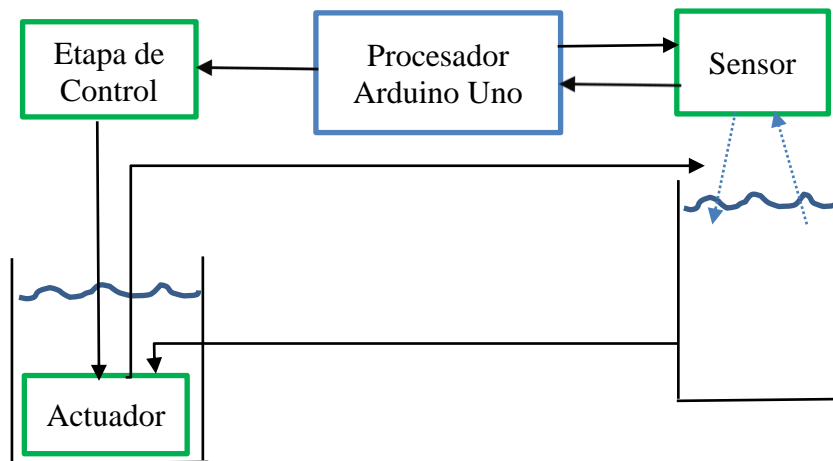 Etapa de
Control
Procesador
Arduino Uno
Sensor
Actuador